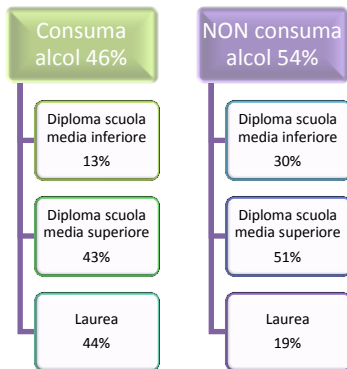 Consuma
alcol 46%
Diploma scuola
media inferiore
13%
Diploma scuola
media superiore
43%
Laurea
44%
NON consuma
alcol 54%
Diploma scuola
media inferiore
30%
Diploma scuola
media superiore
51%
Laurea
19%